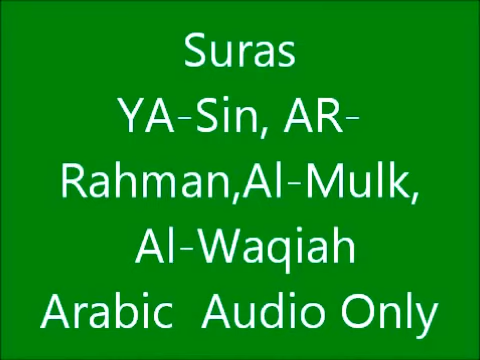 Suras
YA-Sin, AR-
Rahman,Al-Mulk,
Al-Waqiah
Arabic  Audio Only